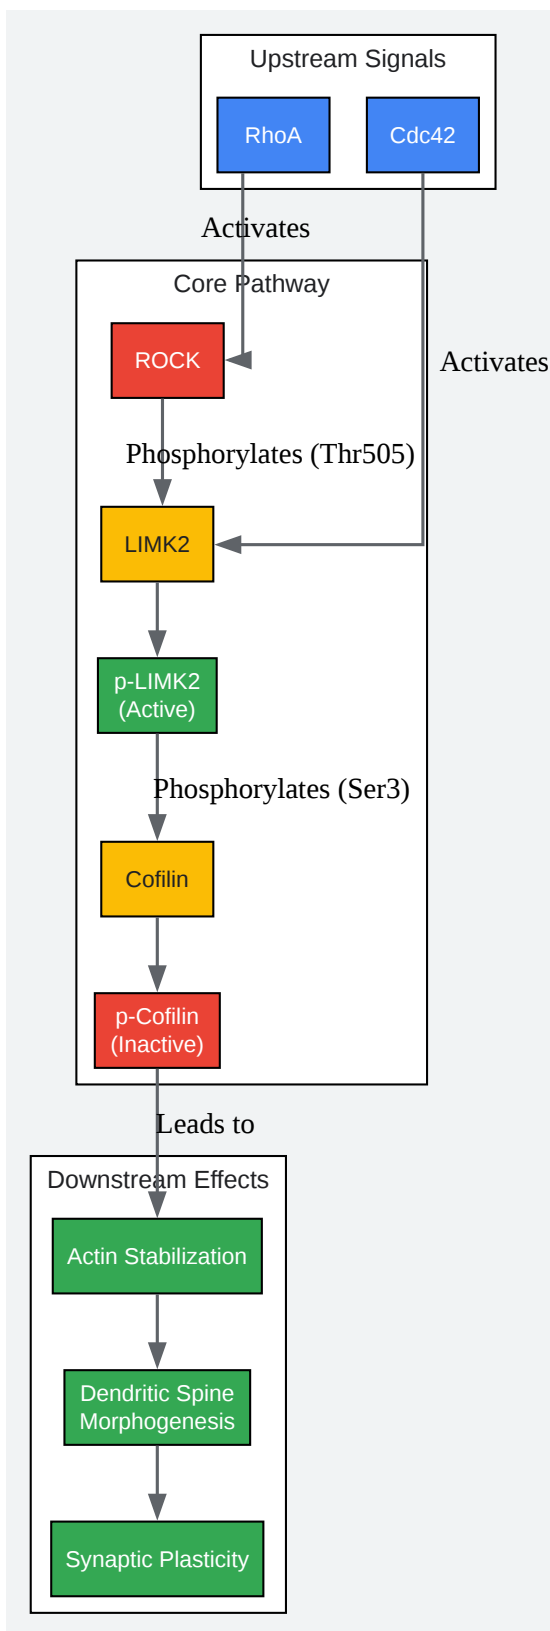 Upstream Signals
RhoA
Cdc42
Activates
Core Pathway
ROCK
Activates
Phosphorylates (Thr505)
LIMK2
p-LIMK2
(Active)
Phosphorylates (Ser3)
Cofilin
p-Cofilin
(Inactive)
Leads to
Downstream Effects
Actin Stabilization
Dendritic Spine
Morphogenesis
Synaptic Plasticity